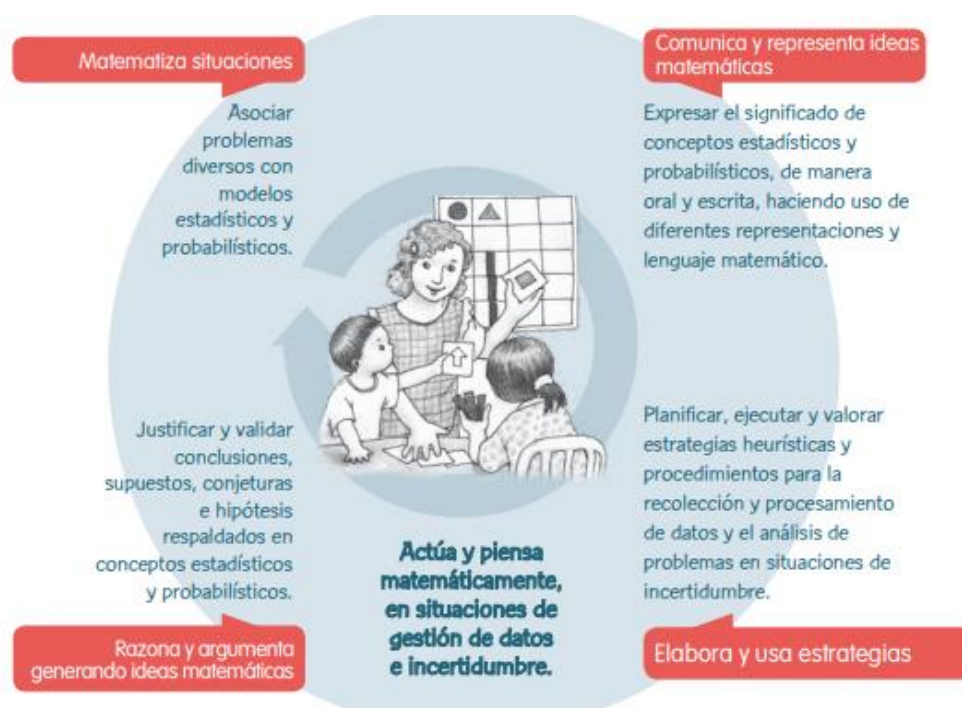 Matematiza situaciones
Asociar
problemas
diversos con
modelos
estadísticos y
probabilísticos.
Comunica y representa ideas
matemáticas
Expresar el significado de
conceptos estadísticos y
probabilísticos, de manera
oral y escrita, haciendo uso de
diferentes representaciones y
lenguaje matemático.
Justificar y validar
conclusiones,
supuestos, conjeturas
e hipótesis
respaldados en
conceptos estadísticos
y probabilísticos.
Razona y argumenta
generando ideas matemáticas
Actúa y piensa
matemáticamente,
en situaciones de
gestión de datos
e incertidumbre.
Planificar, ejecutar y valorar
estrategias heurísticas y
procedimientos para la
recolección y procesamiento
de datos y el análisis de
problemas en situaciones de
incertidumbre.
Elabora y usa estrategias